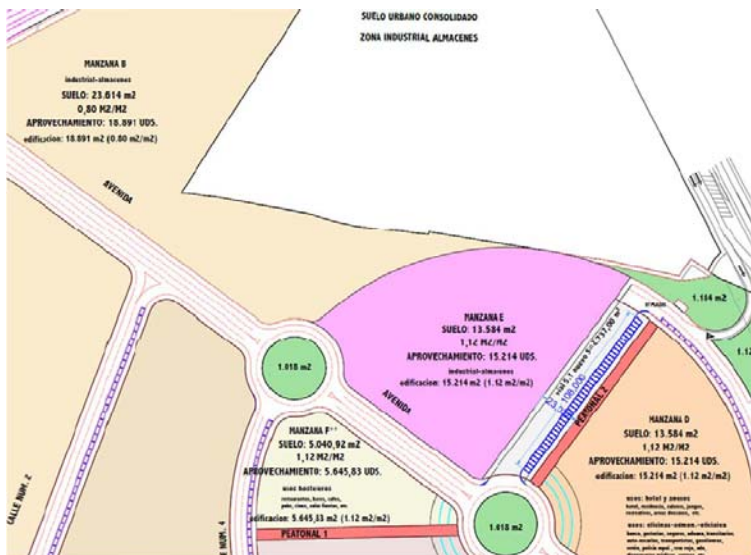 SUELO URBANO CONSOLIDADO
ZONA INDUSTRIAL ALMACENES
MANZANA B
industrial-almacenes
SUELO: 23.614 m2
0,80 M2/M2
APROVECHAMIENTO: 18.891 UDS.
edificacion: 18.891 m2 (0.80 m2/m2)
AVENIDA
1.184 m2
MANZANA E
SUELO: 13.584 m2
1,12 M2/M2
APROVECHAMIENTO: 15.214 UDS.
industrial-almacenes
edificacion: 15.214 m2 (1.12 m2/m2)
1.018 m2
AVENIDA
PEATONAL 2
MANZANA D
SUELO: 13.584 m2
1,12 M2/M2
APROVECHAMIENTO: 15.214 UDS.
edificacion: 15.214 m2 (1.12 m2/m2)
usos: hotel y anexos
MANZANA F
SUELO: 5.040,92 m2
1,12 M2/M2
APROVECHAMIENTO: 5.645,83 UDS.
usos hosteleros
edificacion: 5.645,83 m2 (1.12 m2/m2)
PEATONAL 1
1.018 m2
CALLE NUM. 2
CALLE NUM. 4